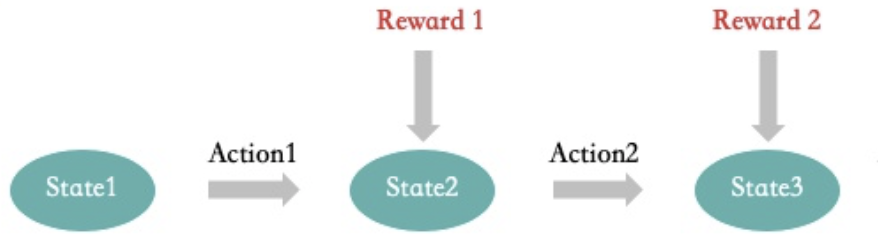 Reward 1
Reward 2
Action1
Action2
State1
State2
State3